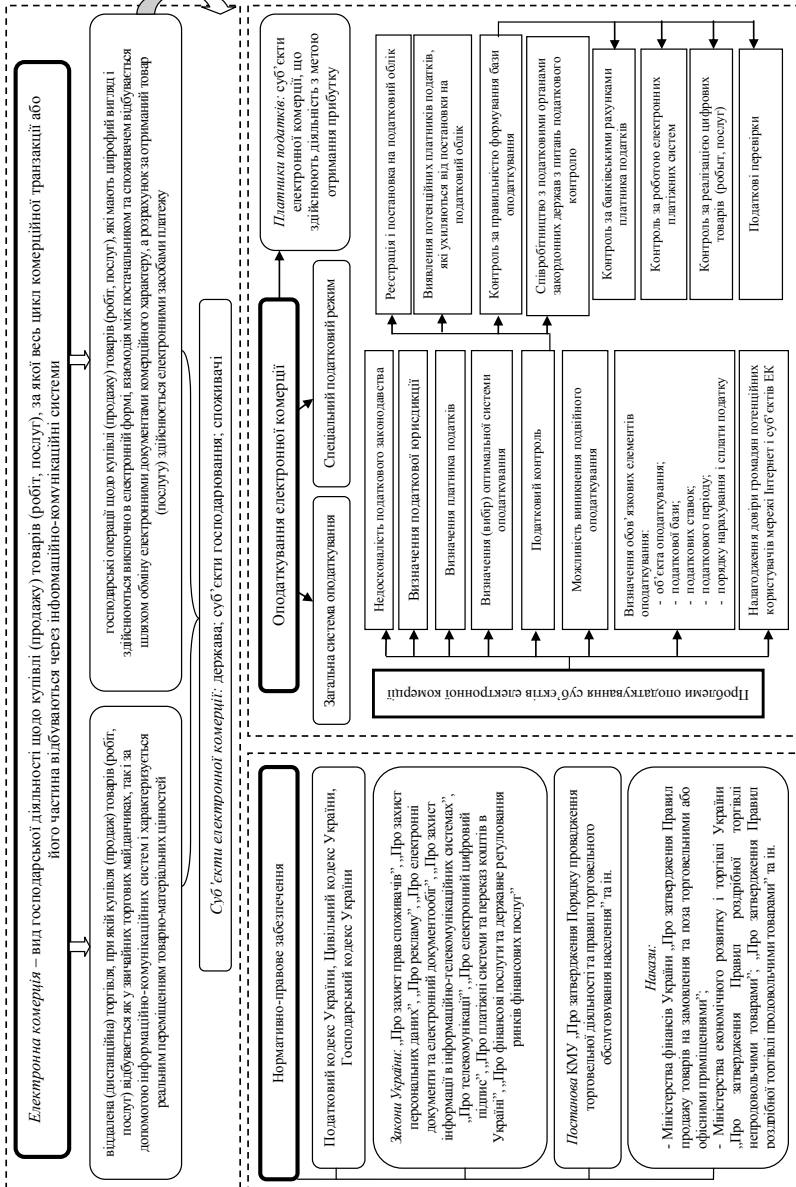 Електронна комерція – вид господарської діяльності щодо купівлі (продажу) товарів (робіт, послуг), за якої весь цикл комерційної транзакції або
його частина відбуваються через інформаційно-комунікаційні системи
віддалена (дистанційна) торгівля, при якій купівля (продаж) товарів (робіт,
послуг) відбувається як у звичайних торгових майданчиках, так і за
допомогою інформаційно-комунікаційних систем і характеризується
реальним переміщенням товарно-матеріальних цінностей
господарські операції щодо купівлі (продажу) товарів (робіт, послуг), які мають цифровий вигляд і
здійснюються виключно в електронній формі, взаємодія між постачальником та споживачем відбувається
шляхом обміну електронними документами комерційного характеру, а розрахунок за отриманий товар
(послугу) здійснюється електронними засобами платежу
Суб’єкти електронної комерції: держава; суб’єкти господарювання; споживачі
Нормативно-правове забезпечення
Податковий кодекс України, Цивільний кодекс України,
Господарський кодекс України
Закони України: „Про захист прав споживачів”, „Про захист
персональних даних”, „Про рекламу”, „Про електронні
документи та електронний документообіг”, „Про захист
інформації в інформаційно-телекомунікаційних системах”,
„Про телекомунікації”, „Про електронний цифровий
підпис”, „Про платіжні системи та переказ коштів в
Україні”, „Про фінансові послуги та державне регулювання
ринків фінансових послуг”
Постанова КМУ „Про затвердження Порядку провадження
торговельної діяльності та правил торговельного
обслуговування населення” та ін.
Накази:
- Міністерства фінансів України „Про затвердження Правил
продажу товарів на замовлення та поза торговельними або
офісними приміщеннями”;
- Міністерства економічного розвитку і торгівлі України
„Про затвердження Правил роздрібної торгівлі
непродовольчими товарами”; „Про затвердження Правил
роздрібної торгівлі продовольчими товарами” та ін.
Оподаткування електронної комерції
Платники податків: суб’єкти
електронної комерції, що
здійснюють діяльність з метою
отримання прибутку
Загальна система оподаткування
Спеціальний податковий режим
Проблеми оподаткування суб’єктів електронної комерції
Недосконалість податкового законодавства
Визначення податкової юрисдикції
Визначення платника податків
Визначення (вибір) оптимальної системи
оподаткування
Податковий контроль
Можливість виникнення подвійного
оподаткування
Визначення обов’язкових елементів
оподаткування:
- об’єкта оподаткування;
- податкової бази;
- податкових ставок;
- податкового періоду;
- порядку нарахування і сплати податку
Налагодження довіри громадян потенційних
користувачів мережі Інтернет і суб’єктів ЕК
Реєстрація і постановка на податковий облік
Виявлення потенційних платників податків,
які ухиляються від постановки на
податковий облік
Контроль за правильністю формування бази
оподаткування
Співробітництво з податковими органами
закордонних держав з питань податкового
контролю
Контроль за банківськими рахунками
платника податків
Контроль за роботою електронних
платіжних систем
Контроль за реалізацією цифрових
товарів (робіт, послуг)
Податкові перевірки